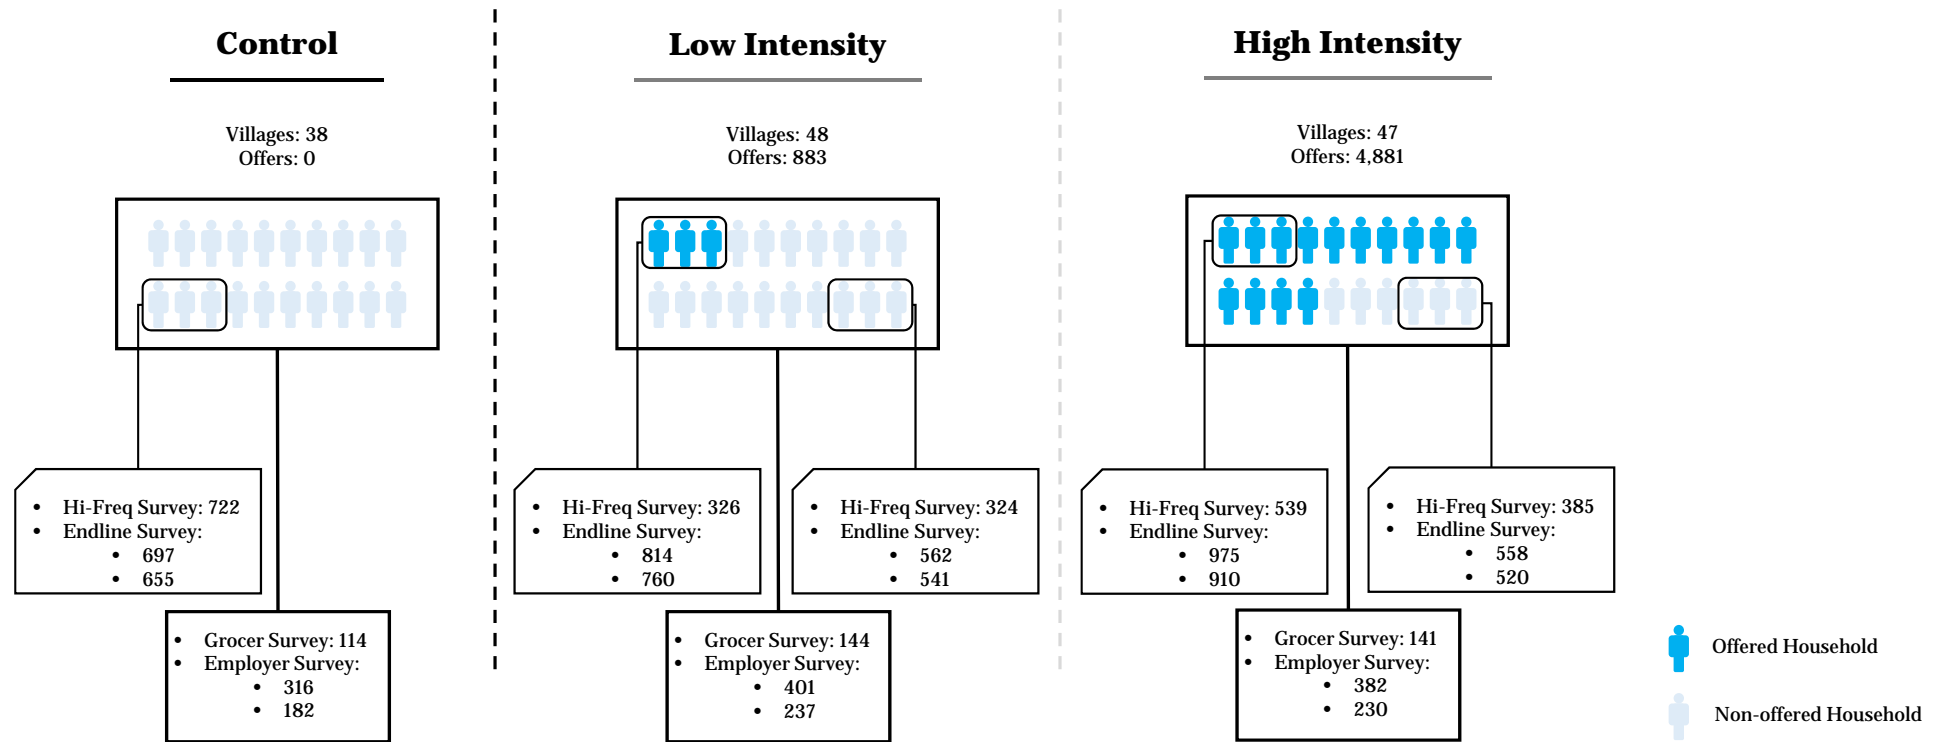 Control
Villages: 38
Offers: 0
• Hi-Freq Survey: 722
• Endline Survey:
• 697
• 655
• Grocer Survey: 114
• Employer Survey:
• 316
• 182
Low Intensity
Villages: 48
Offers: 883
• Hi-Freq Survey: 326
• Endline Survey:
• 814
• 760
• Hi-Freq Survey: 324
• Endline Survey:
• 562
• 541
• Grocer Survey: 144
• Employer Survey:
• 401
• 237
High Intensity
Villages: 47
Offers: 4,881
• Hi-Freq Survey: 539
• Endline Survey:
• 975
• 910
• Hi-Freq Survey: 385
• Endline Survey:
• 558
• 520
• Grocer Survey: 141
• Employer Survey:
• 382
• 230
Offered Household
Non-offered Household